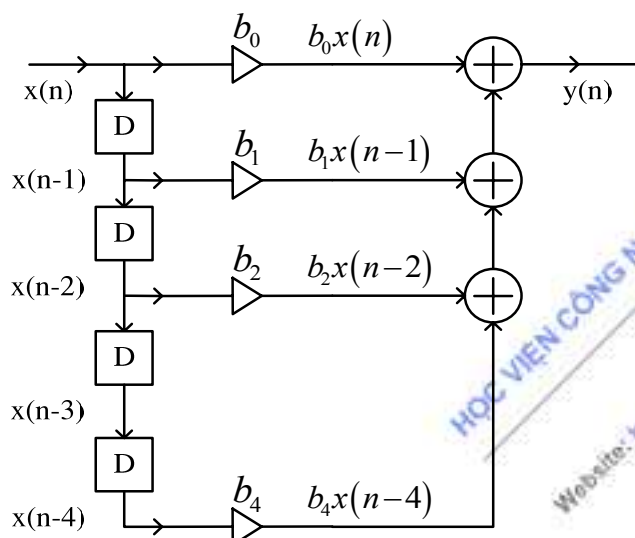 b₀ b₀x(n)
x(n) y(n)
D
b₁ b₁x(n−1)
x(n-1)
D
b₂ b₂x(n−2)
x(n-2)
D
x(n-3)
D
b₄ b₄x(n−4)
x(n-4)
HỌC VIỆN CÔNG
Website: